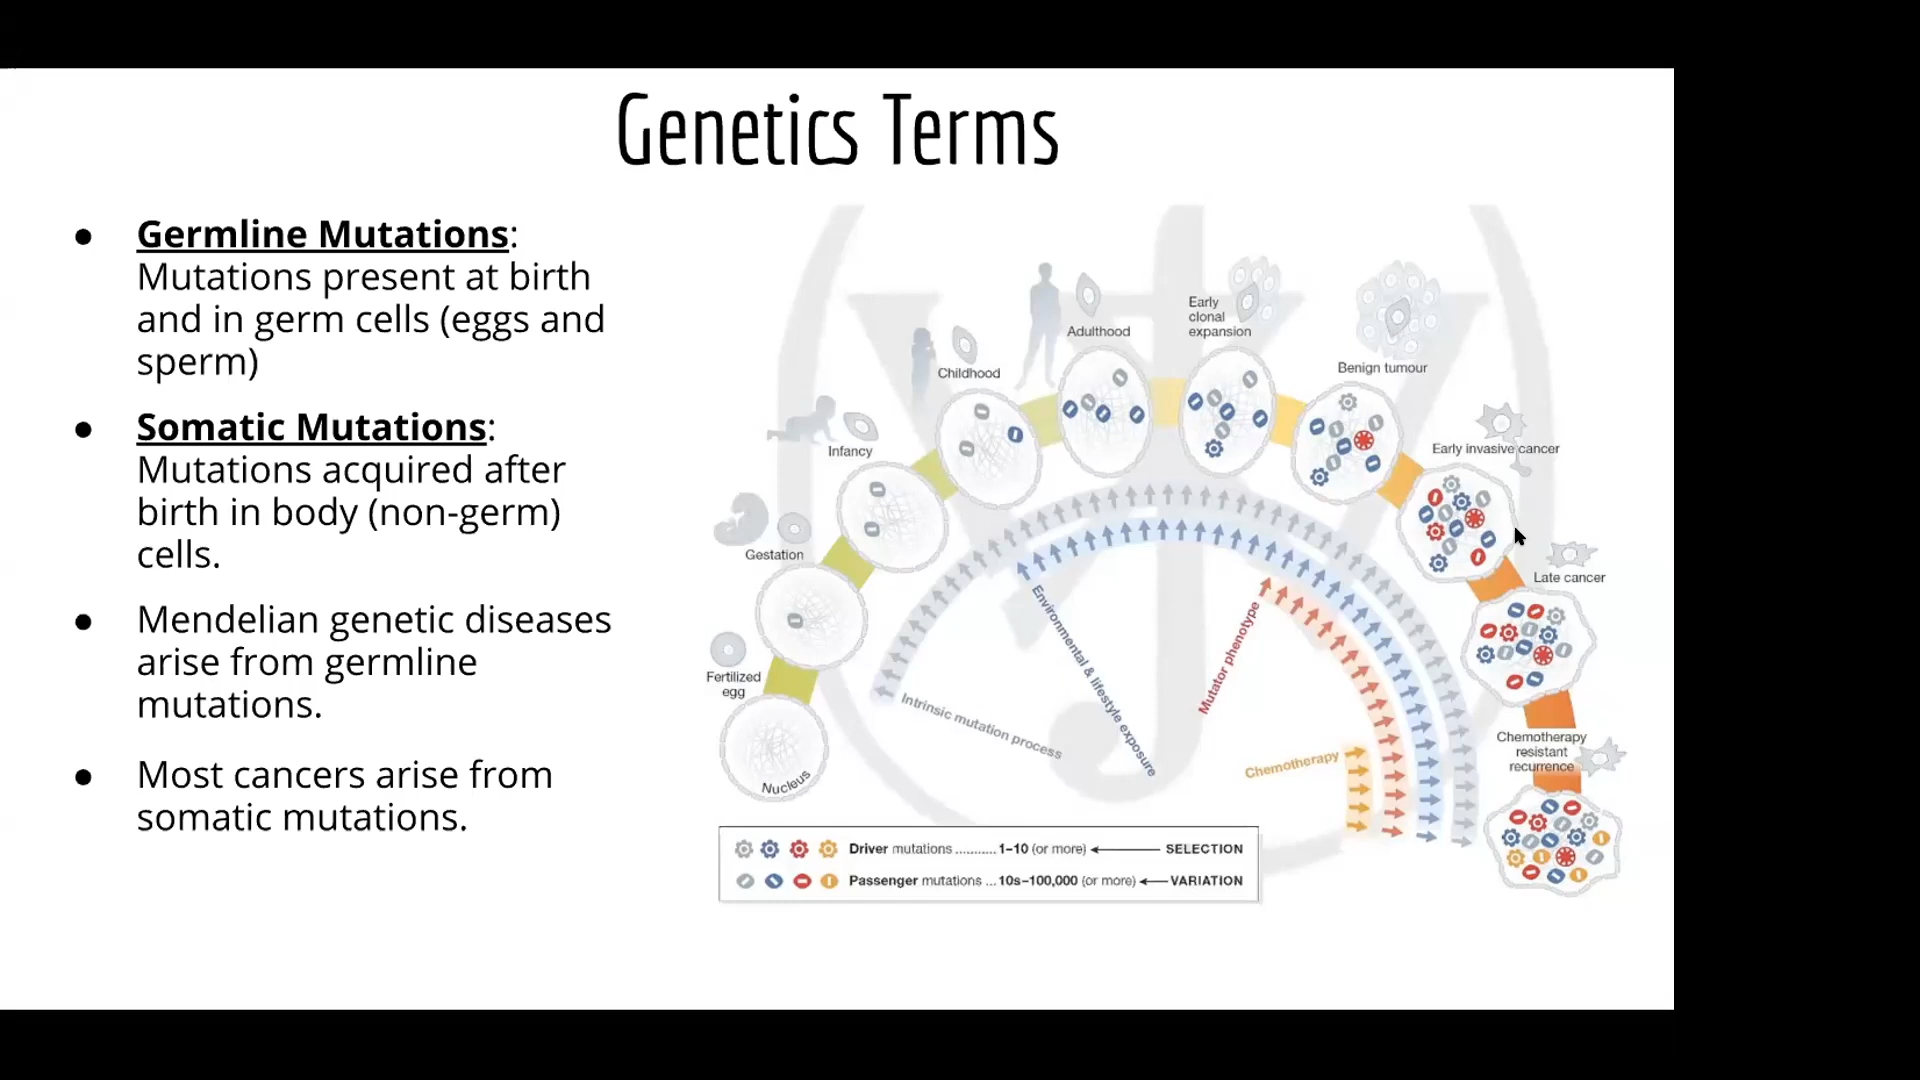 Genetics Terms
● Germline Mutations:
Mutations present at birth
and in germ cells (eggs and
sperm)
● Somatic Mutations:
Mutations acquired after
birth in body (non-germ)
cells.
● Mendelian genetic diseases
arise from germline
mutations.
● Most cancers arise from
somatic mutations.
Fertilized
egg
Nucleus
Gestation
Infancy
Childhood
Adulthood
Early
clonal
expansion
Benign tumour
Early invasive cancer
Late cancer
Chemotherapy
resistant
recurrence
Intrinsic mutation process
Environmental & lifestyle exposure
Mutator phenotype
Chemotherapy
Driver mutations ..........1–10 (or more) SELECTION
Passenger mutations ...10s–100,000 (or more) VARIATION